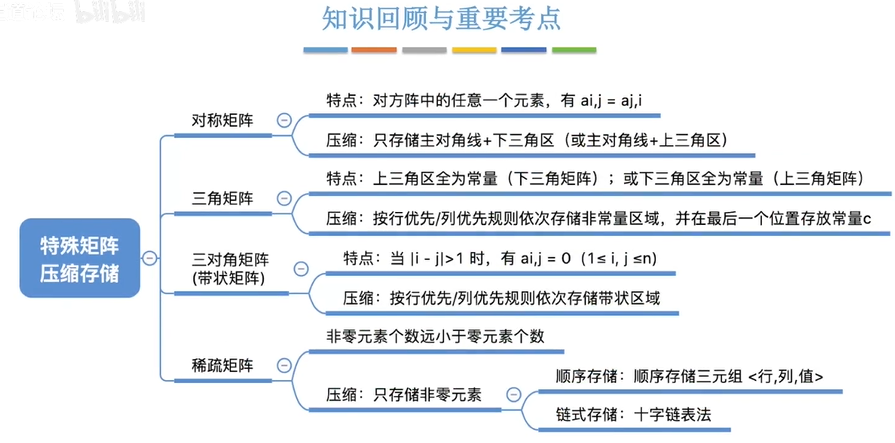 bilibili
知识回顾与重要考点
特点：对方阵中的任意一个元素，有 ai,j = aj,i
对称矩阵
压缩：只存储主对角线+下三角区（或主对角线+上三角区）
特点：上三角区全为常量（下三角矩阵）；或下三角区全为常量（上三角矩阵）
三角矩阵
压缩：按行优先/列优先规则依次存储非常量区域，并在最后一个位置存放常量c
特殊矩阵
压缩存储
三对角矩阵
(带状矩阵)
特点：当 |i - j|>1 时，有 ai,j = 0（1≤ i, j ≤n）
压缩：按行优先/列优先规则依次存储带状区域
非零元素个数远小于零元素个数
稀疏矩阵
压缩：只存储非零元素
顺序存储：顺序存储三元组 <行,列,值>
链式存储：十字链表法